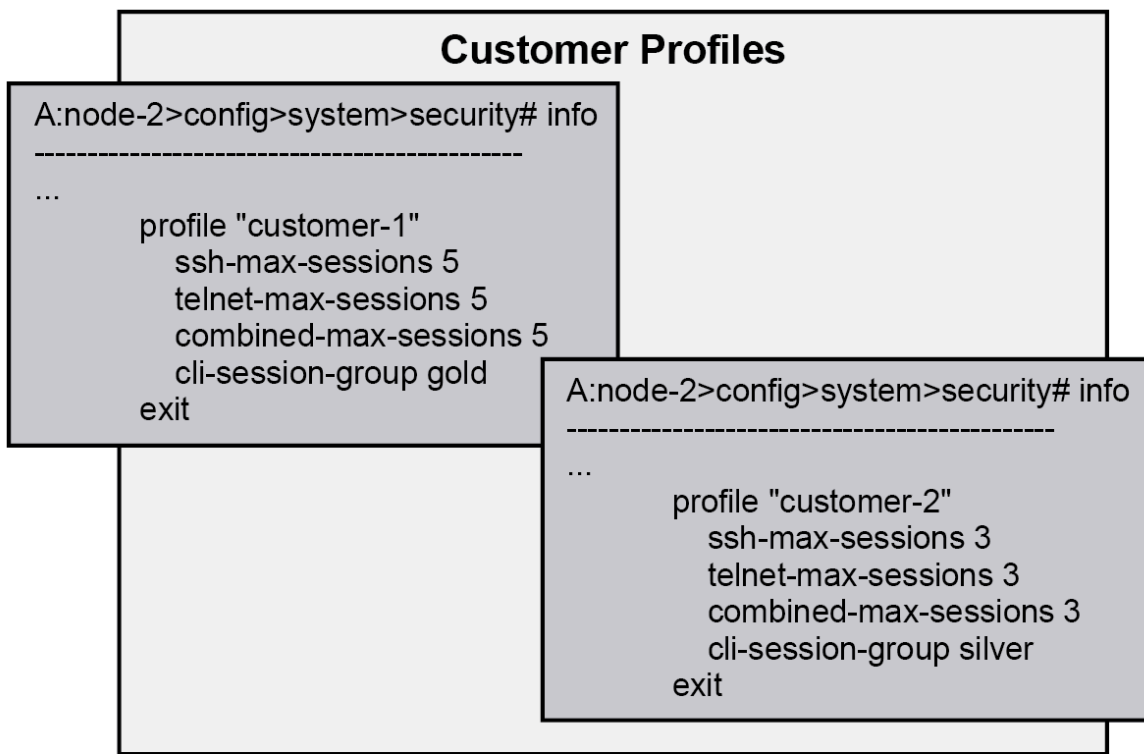 Customer Profiles
A:node-2>config>system>security# info
----------------------------------------------
...
profile "customer-1"
ssh-max-sessions 5
telnet-max-sessions 5
combined-max-sessions 5
cli-session-group gold
exit
A:node-2>config>system>security# info
----------------------------------------------
...
profile "customer-2"
ssh-max-sessions 3
telnet-max-sessions 3
combined-max-sessions 3
cli-session-group silver
exit